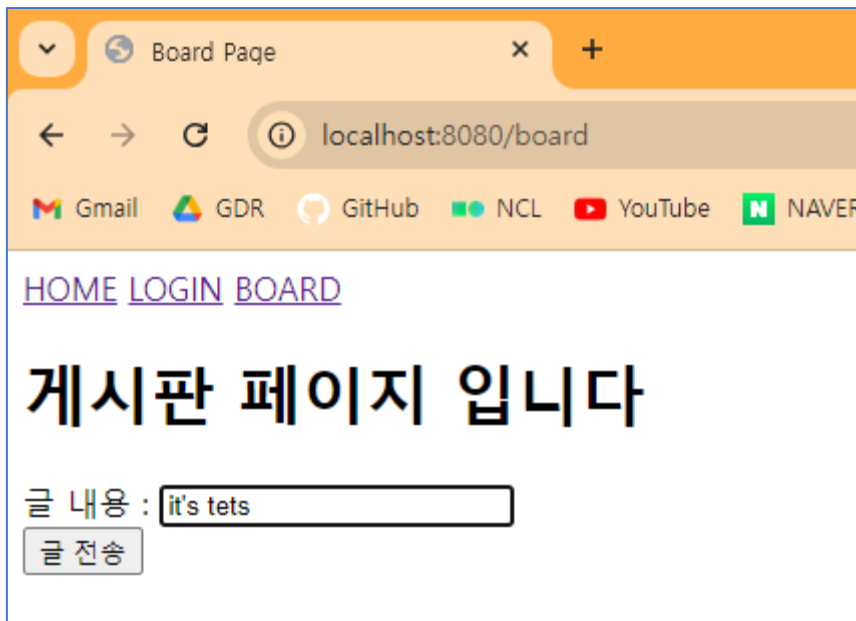 Board Page
localhost:8080/board
Gmail GDR GitHub NCL YouTube N NAVER
HOME LOGIN BOARD
게시판 페이지 입니다
글 내용 : it's tets
글 전송